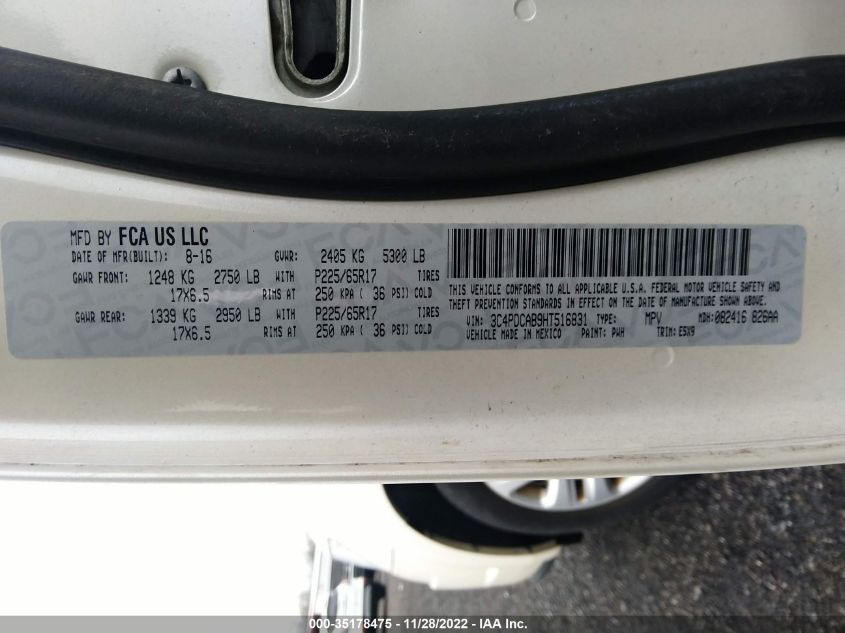 MFD BY FCA US LLC
DATE OF MFR(BUILT): 8-16 GVWR: 2405 KG 5300 LB
GAWR FRONT: 1248 KG 2750 LB WITH P225/65R17 TIRES
17X6.5 RIMS AT 250 KPA ( 36 PSI) COLD
GAWR REAR: 1339 KG 2950 LB WITH P225/65R17 TIRES
17X6.5 RIMS AT 250 KPA ( 36 PSI) COLD
THIS VEHICLE CONFORMS TO ALL APPLICABLE U.S.A. FEDERAL MOTOR VEHICLE SAFETY AND
THEFT PREVENTION STANDARDS IN EFFECT ON THE DATE OF MANUFACTURE SHOWN ABOVE.
VIN: 3C4PDCAB9HT516831 TYPE: MPV MDH: 082416 626AA
VEHICLE MADE IN MEXICO PAINT: PWH TRIM: E5X9
000-35178475 - 11/28/2022 - IAA Inc.